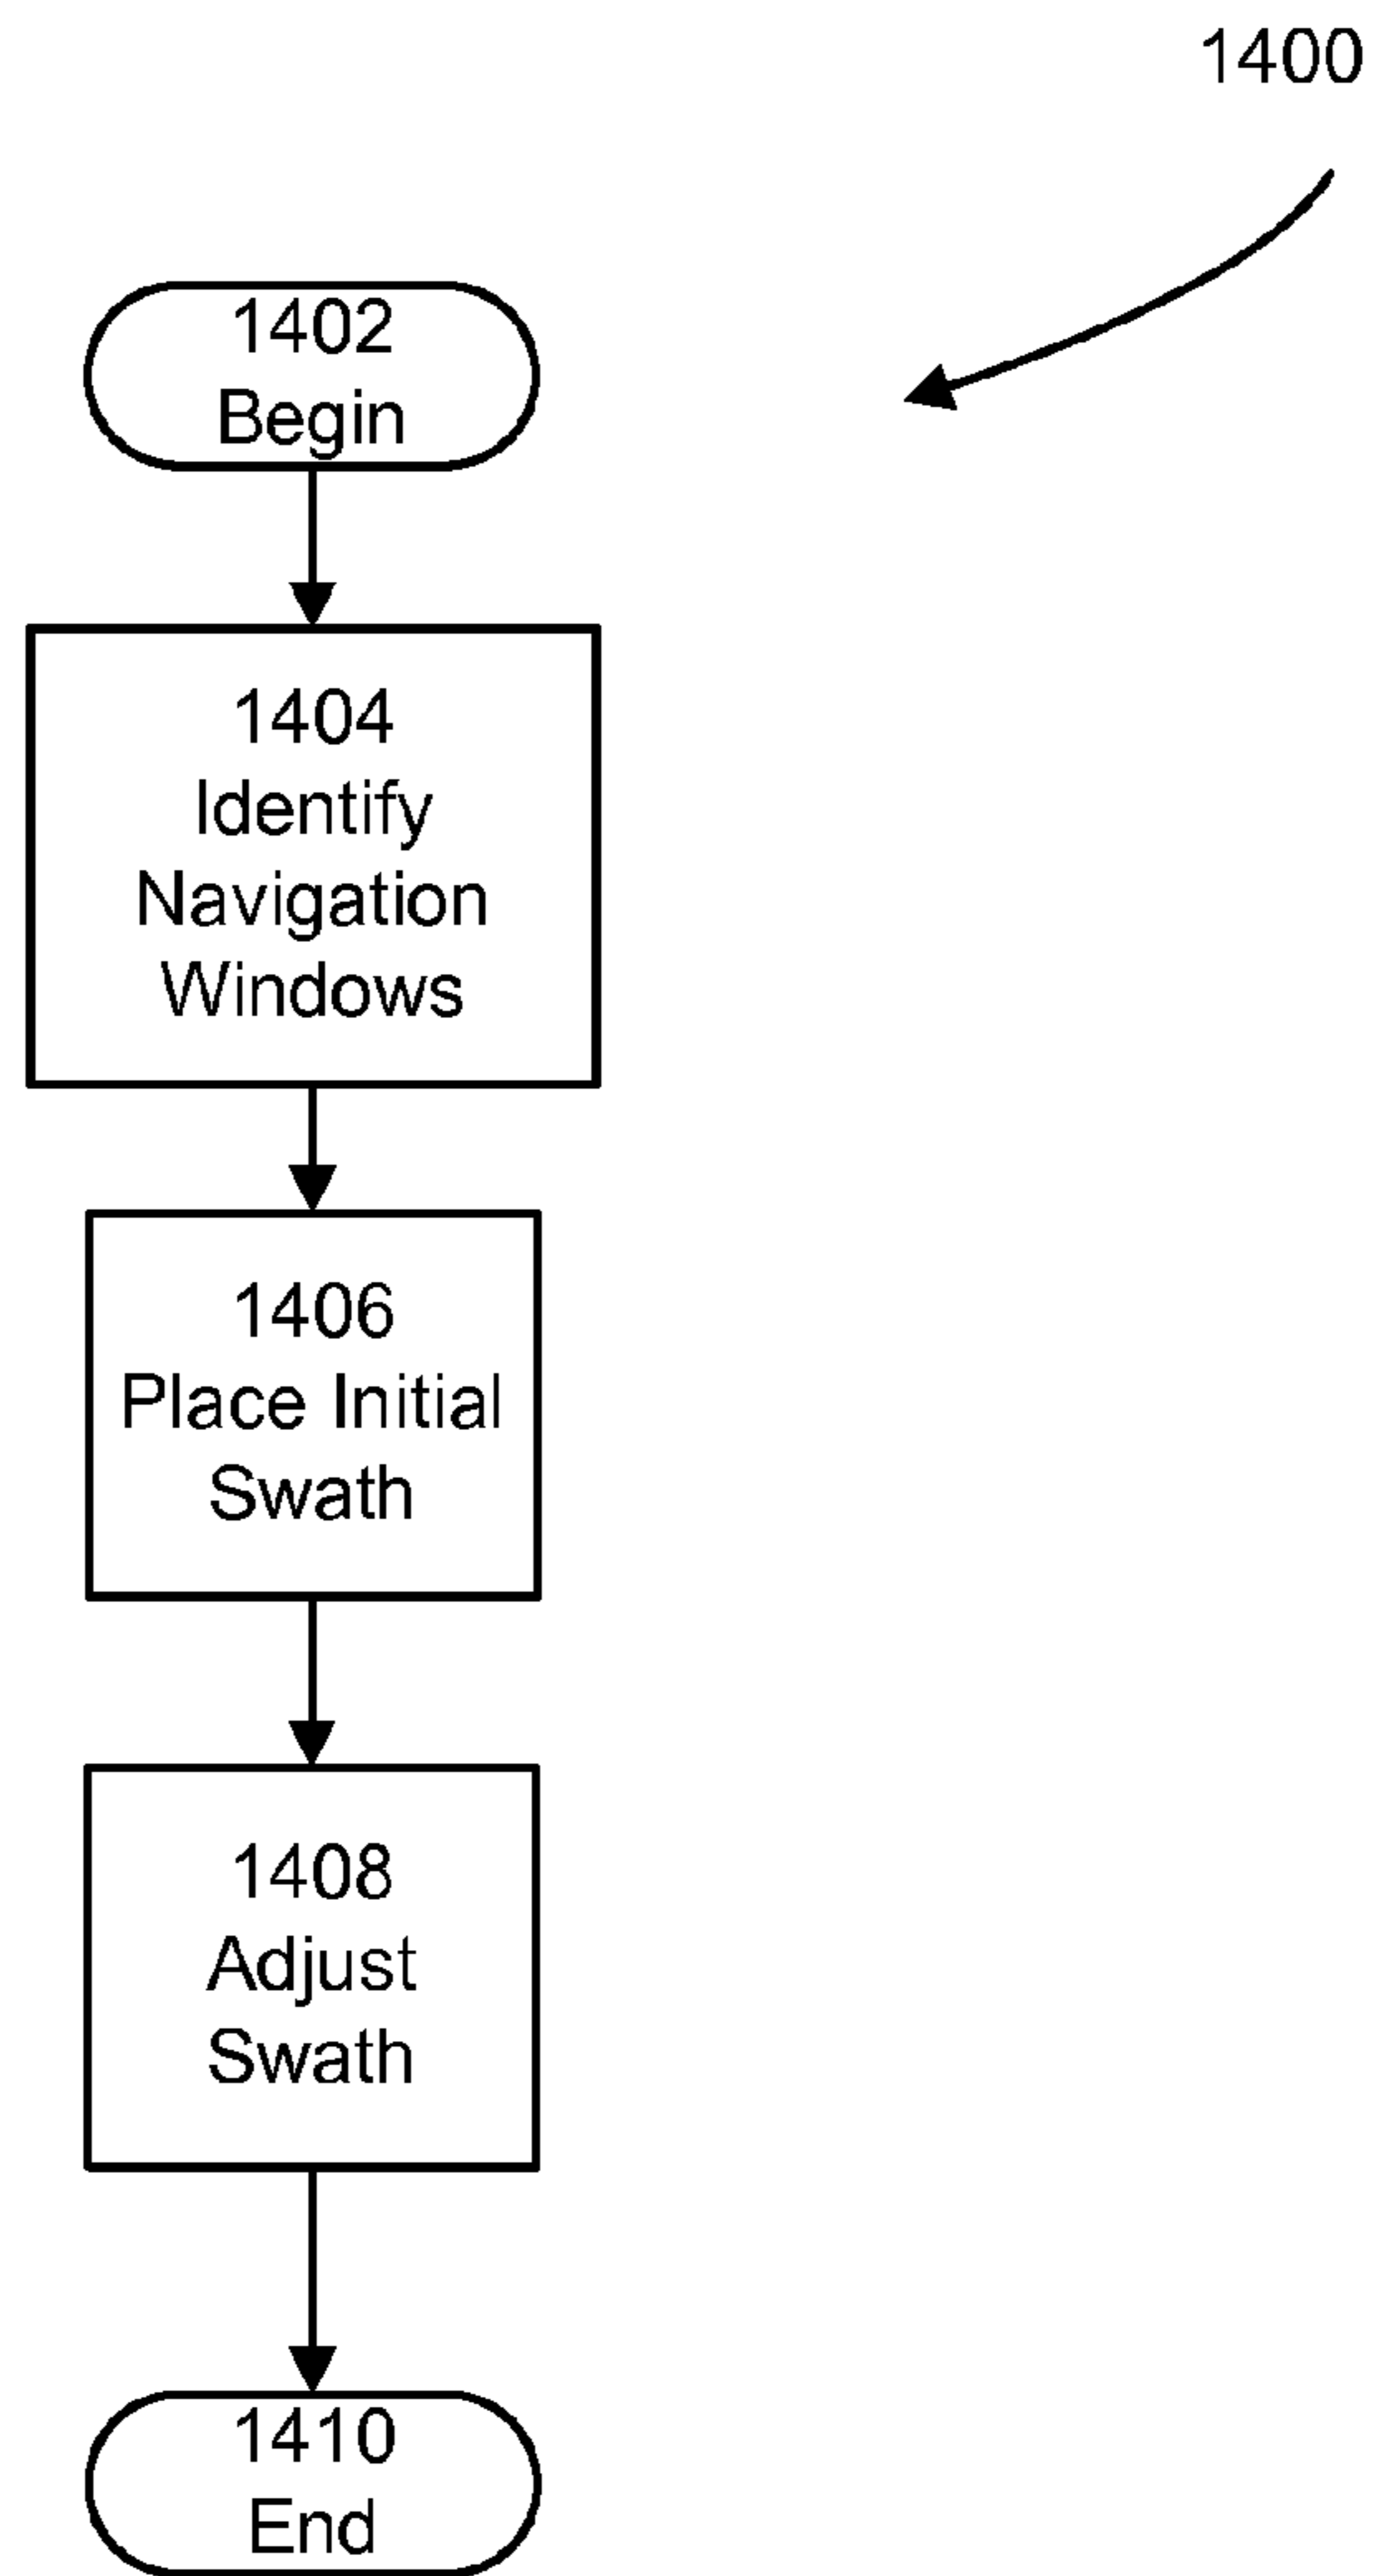 1400
1402
Begin
1404
Identify
Navigation
Windows
1406
Place Initial
Swath
1408
Adjust
Swath
1410
End